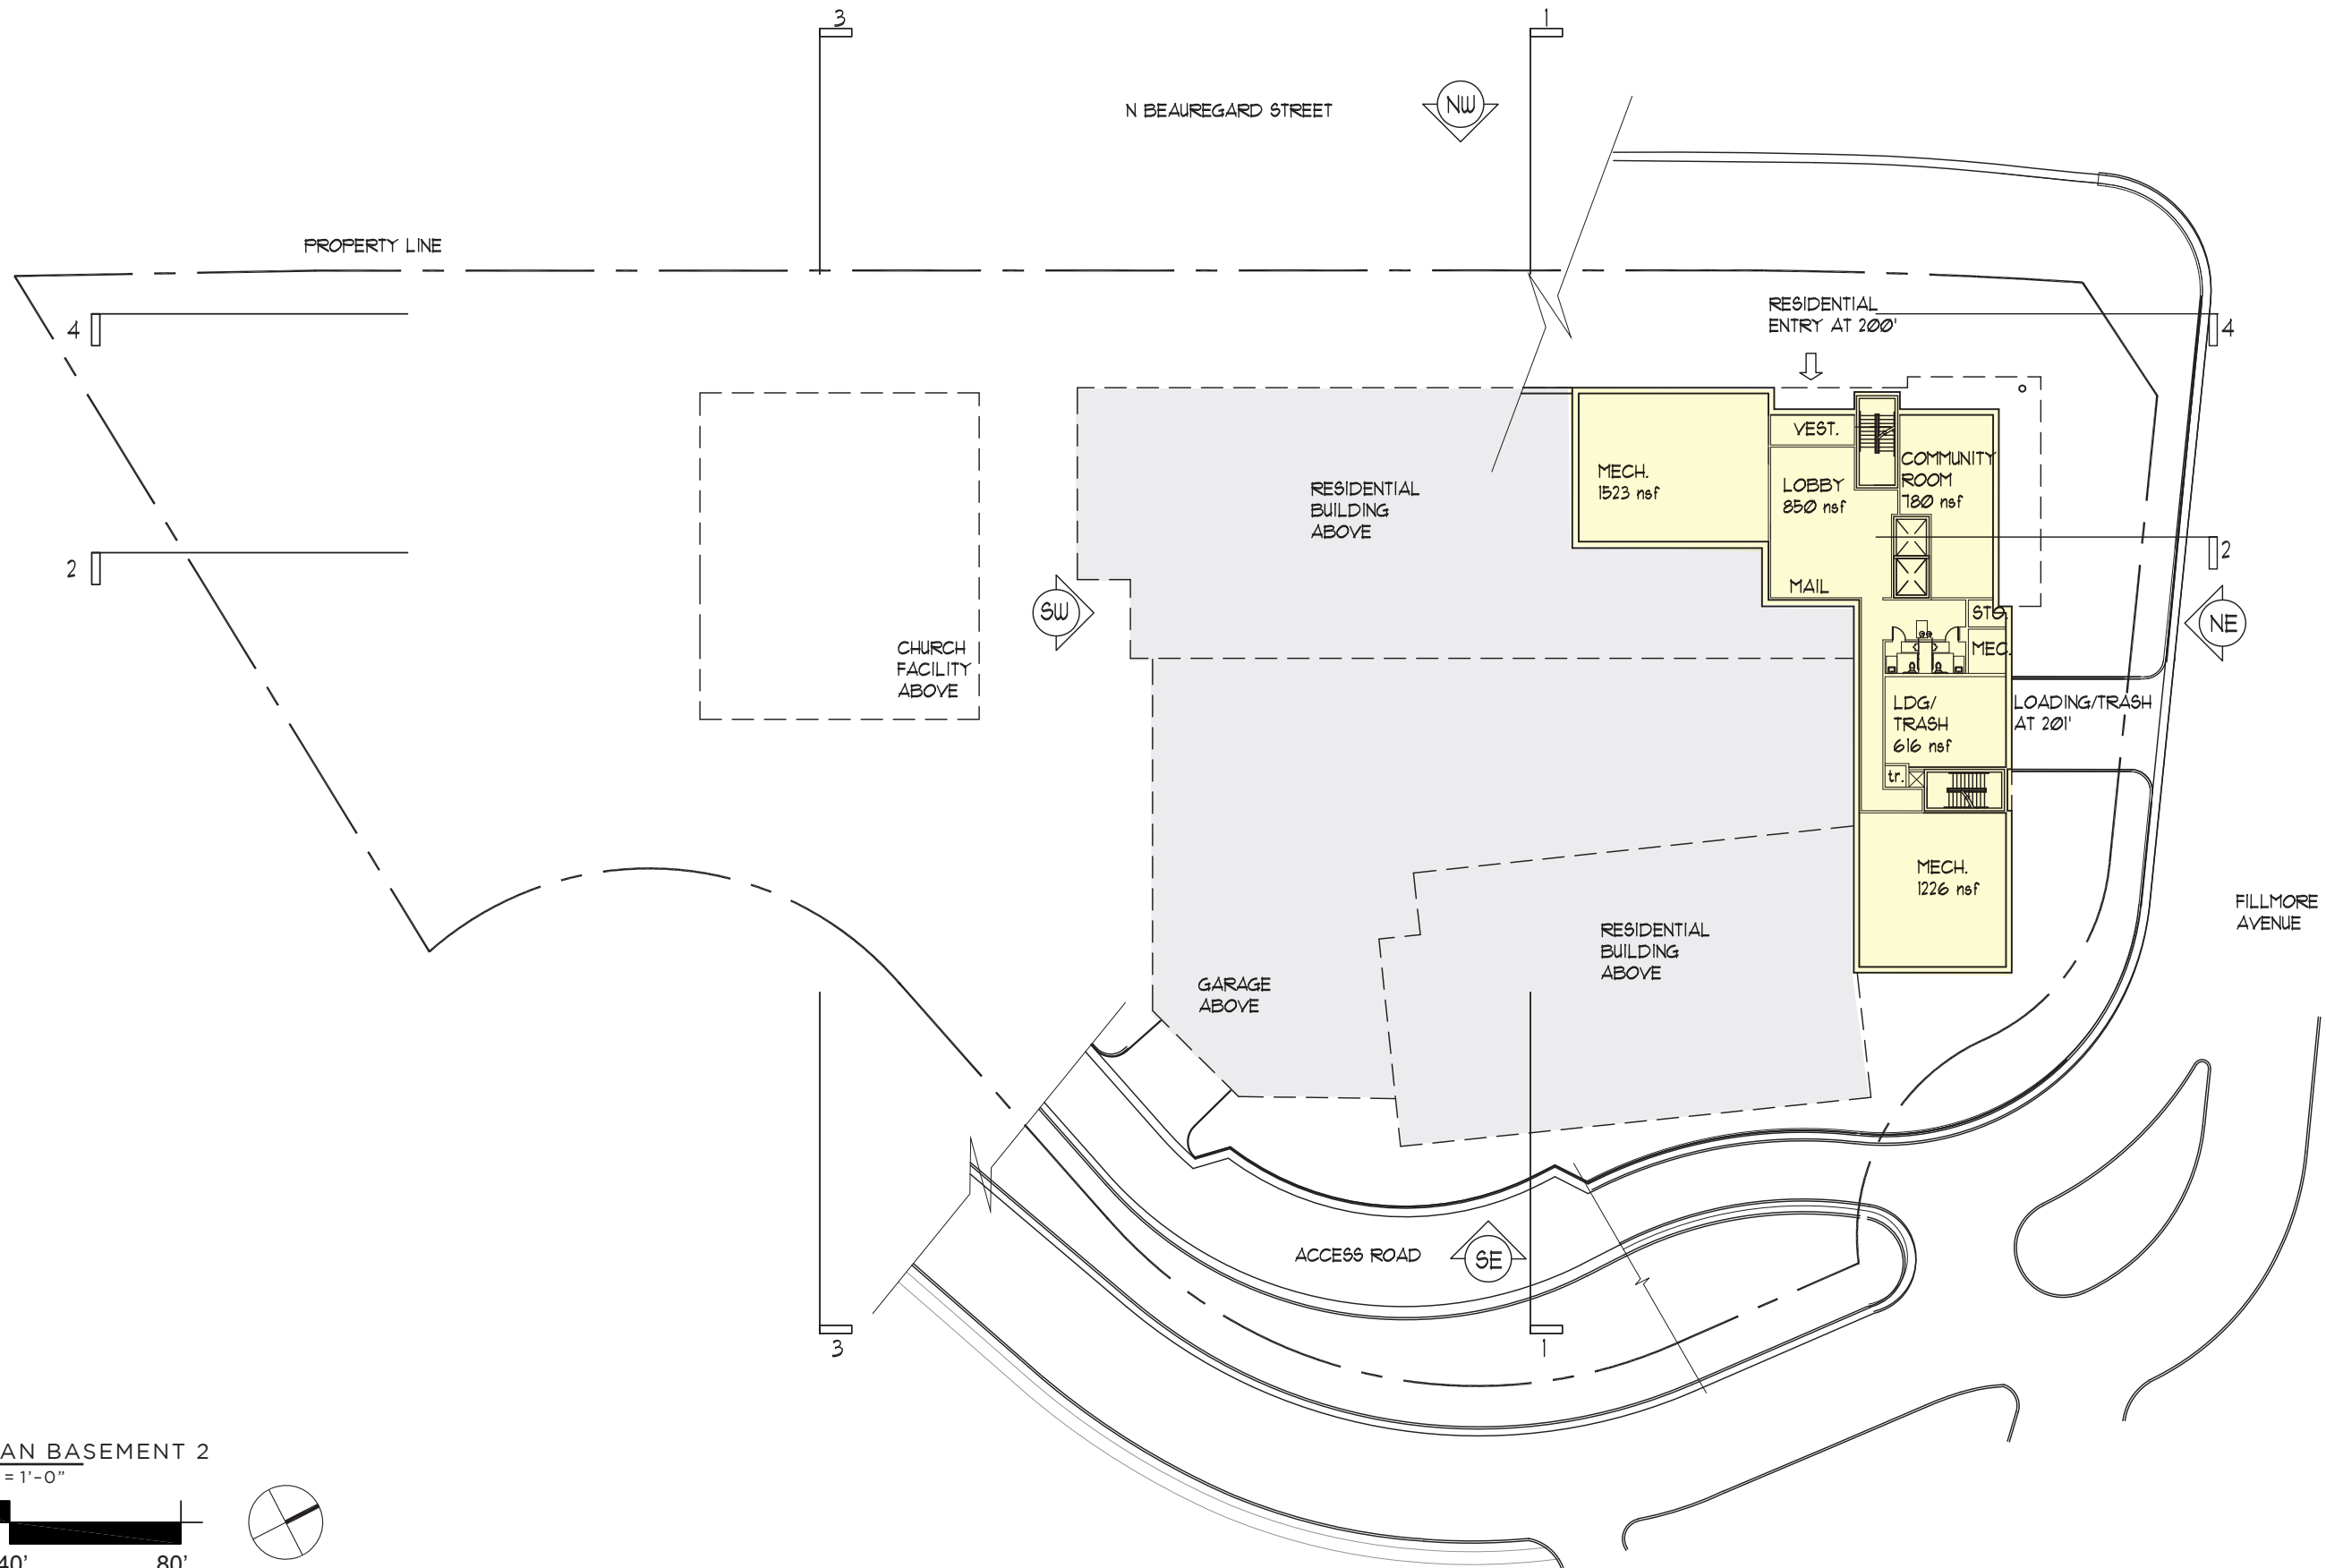 3
1
N BEAUREGARD STREET
NW
PROPERTY LINE
RESIDENTIAL
ENTRY AT 200'
4
4
VEST.
COMMUNITY
ROOM
780 nsf
MECH.
1523 nsf
LOBBY
850 nsf
RESIDENTIAL
BUILDING
ABOVE
2
2
MAIL
SW
STG.
NE
CHURCH
FACILITY
ABOVE
MEC.
LDG/
TRASH
616 nsf
LOADING/TRASH
AT 201'
tr.
MECH.
1226 nsf
FILLMORE
AVENUE
RESIDENTIAL
BUILDING
ABOVE
GARAGE
ABOVE
ACCESS ROAD
SE
3
1
AN BASEMENT 2
= 1'-0"
40'
80'